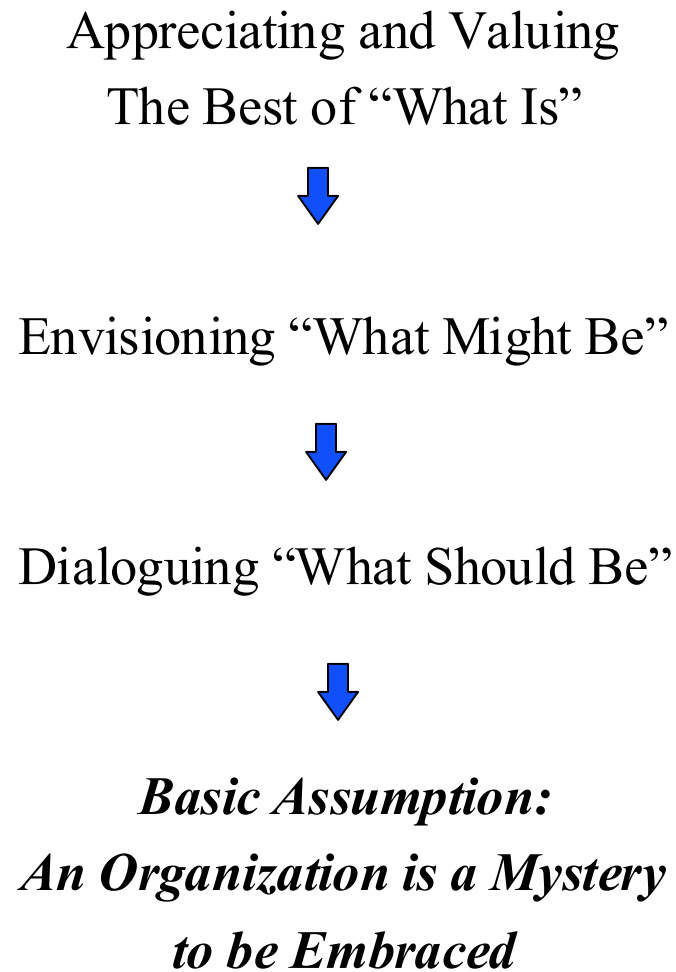 Appreciating and Valuing
The Best of “What Is”
Envisioning “What Might Be”
Dialoguing “What Should Be”
Basic Assumption:
An Organization is a Mystery
to be Embraced